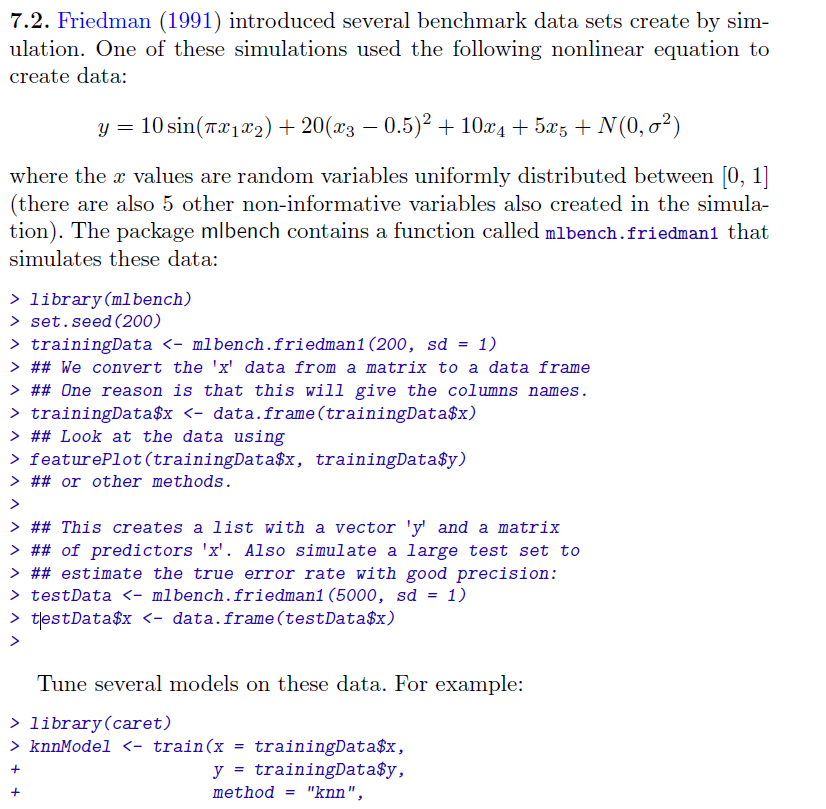 7.2. Friedman (1991) introduced several benchmark data sets create by sim-
ulation. One of these simulations used the following nonlinear equation to
create data:
y = 10 sin(πx₁x₂) + 20(x₃ − 0.5)² + 10x₄ + 5x₅ + N(0, σ²)
where the x values are random variables uniformly distributed between [0, 1]
(there are also 5 other non-informative variables also created in the simula-
tion). The package mlbench contains a function called mlbench.friedman1 that
simulates these data:
> library(mlbench)
> set.seed(200)
> trainingData <- mlbench.friedman1(200, sd = 1)
> ## We convert the 'x' data from a matrix to a data frame
> ## One reason is that this will give the columns names.
> trainingData$x <- data.frame(trainingData$x)
> ## Look at the data using
> featurePlot(trainingData$x, trainingData$y)
> ## or other methods.
>
> ## This creates a list with a vector 'y' and a matrix
> ## of predictors 'x'. Also simulate a large test set to
> ## estimate the true error rate with good precision:
> testData <- mlbench.friedman1(5000, sd = 1)
> testData$x <- data.frame(testData$x)
>
Tune several models on these data. For example:
> library(caret)
> knnModel <- train(x = trainingData$x,
+ y = trainingData$y,
+ method = "knn",